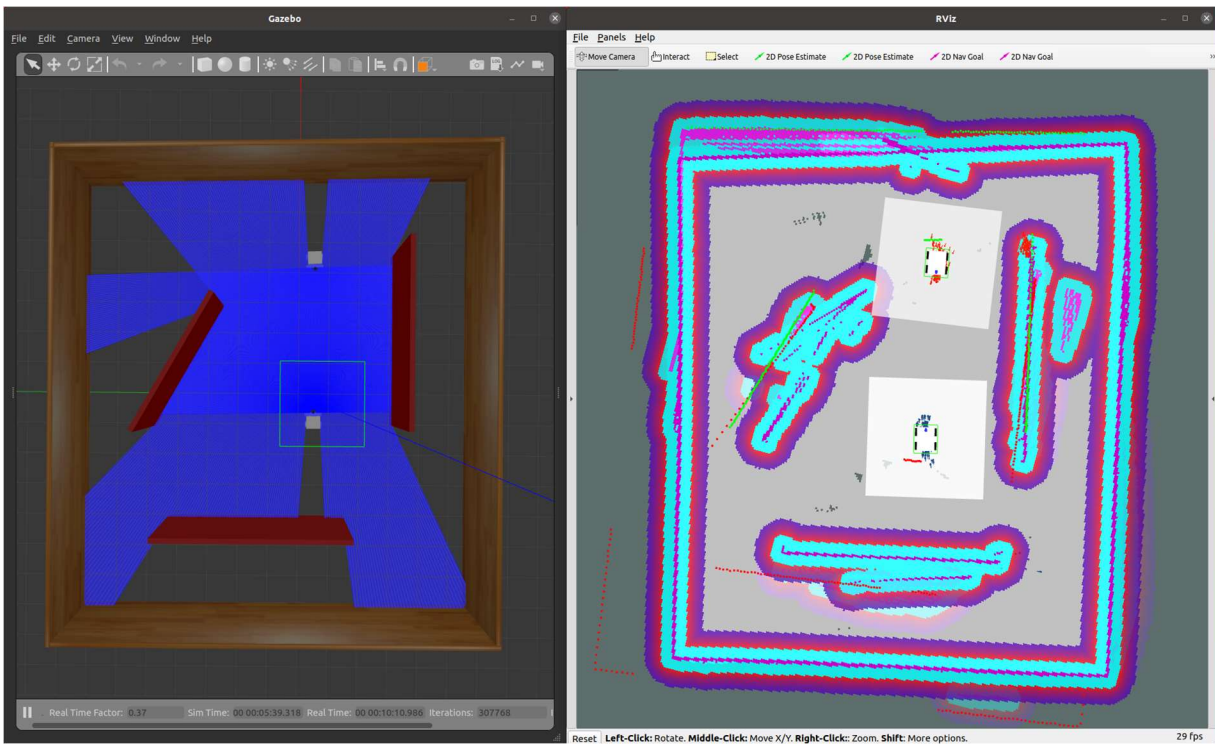 Gazebo
File Edit Camera View Window Help
Real Time Factor: 0.37 Sim Time: 00 00:05:39.318 Real Time: 00 00:10:10.986 Iterations: 307768
RViz
File Panels Help
Move Camera Interact Select 2D Pose Estimate 2D Pose Estimate 2D Nav Goal 2D Nav Goal
Reset Left-Click: Rotate. Middle-Click: Move X/Y. Right-Click:: Zoom. Shift: More options. 29 fps